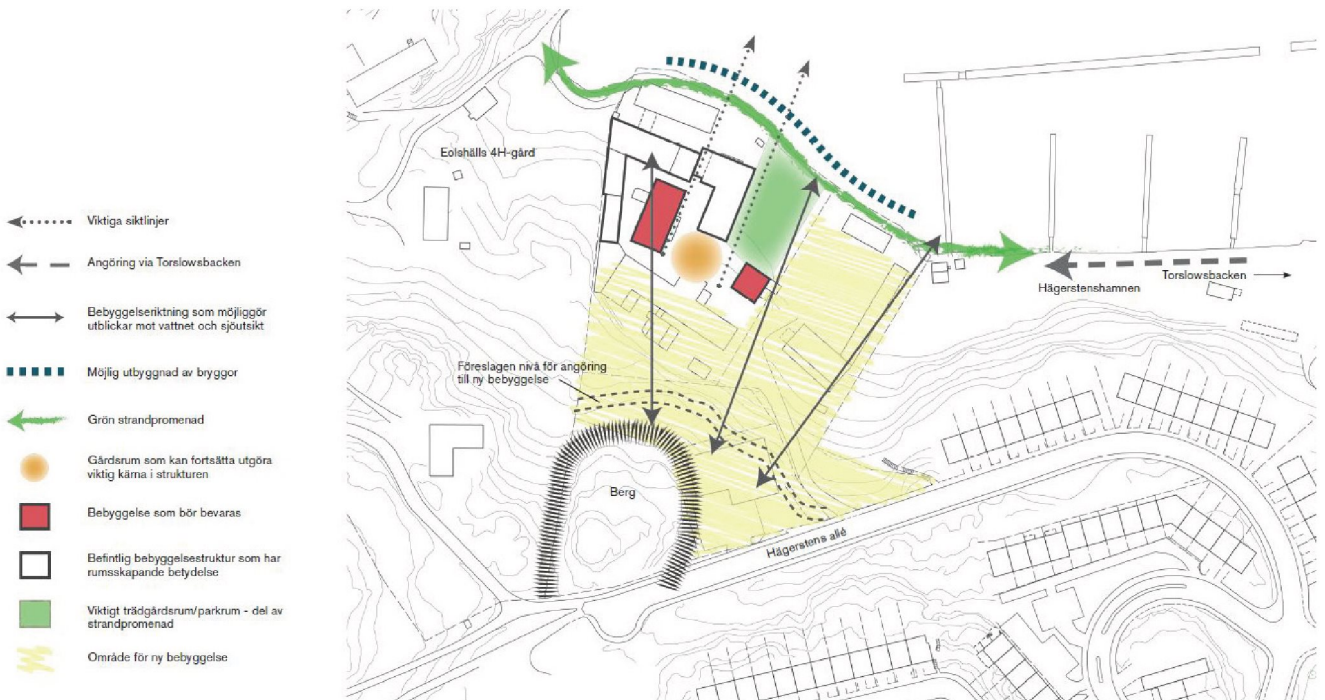 Viktiga siktlinjer
Angöring via Torslowsbacken
Bebyggelseriktning som möjliggör
utblickar mot vattnet och sjöutsikt
Möjlig utbyggnad av bryggor
Grön strandpromenad
Gårdsrum som kan fortsätta utgöra
viktig kärna i strukturen
Bebyggelse som bör bevaras
Befintlig bebyggelsestruktur som har
rumsskapande betydelse
Viktigt trädgårdsrum/parkrum - del av
strandpromenad
Område för ny bebyggelse
Eolshälls 4H-gård
Torslowsbacken
Hägerstenshamnen
Föreslagen nivå för angöring
till ny bebyggelse
Berg
Hägerstens allé